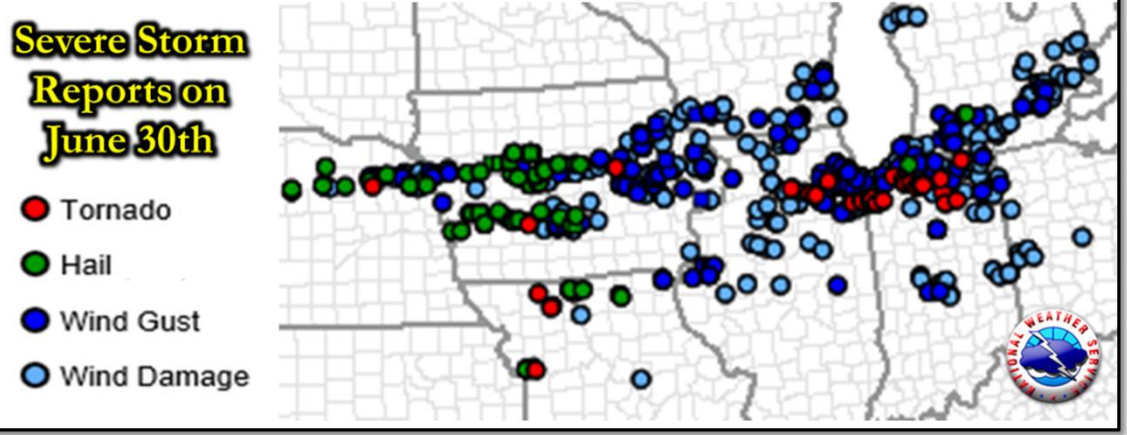 Severe Storm
Reports on
June 30th
Tornado
Hail
Wind Gust
Wind Damage
NATIONAL WEATHER SERVICE